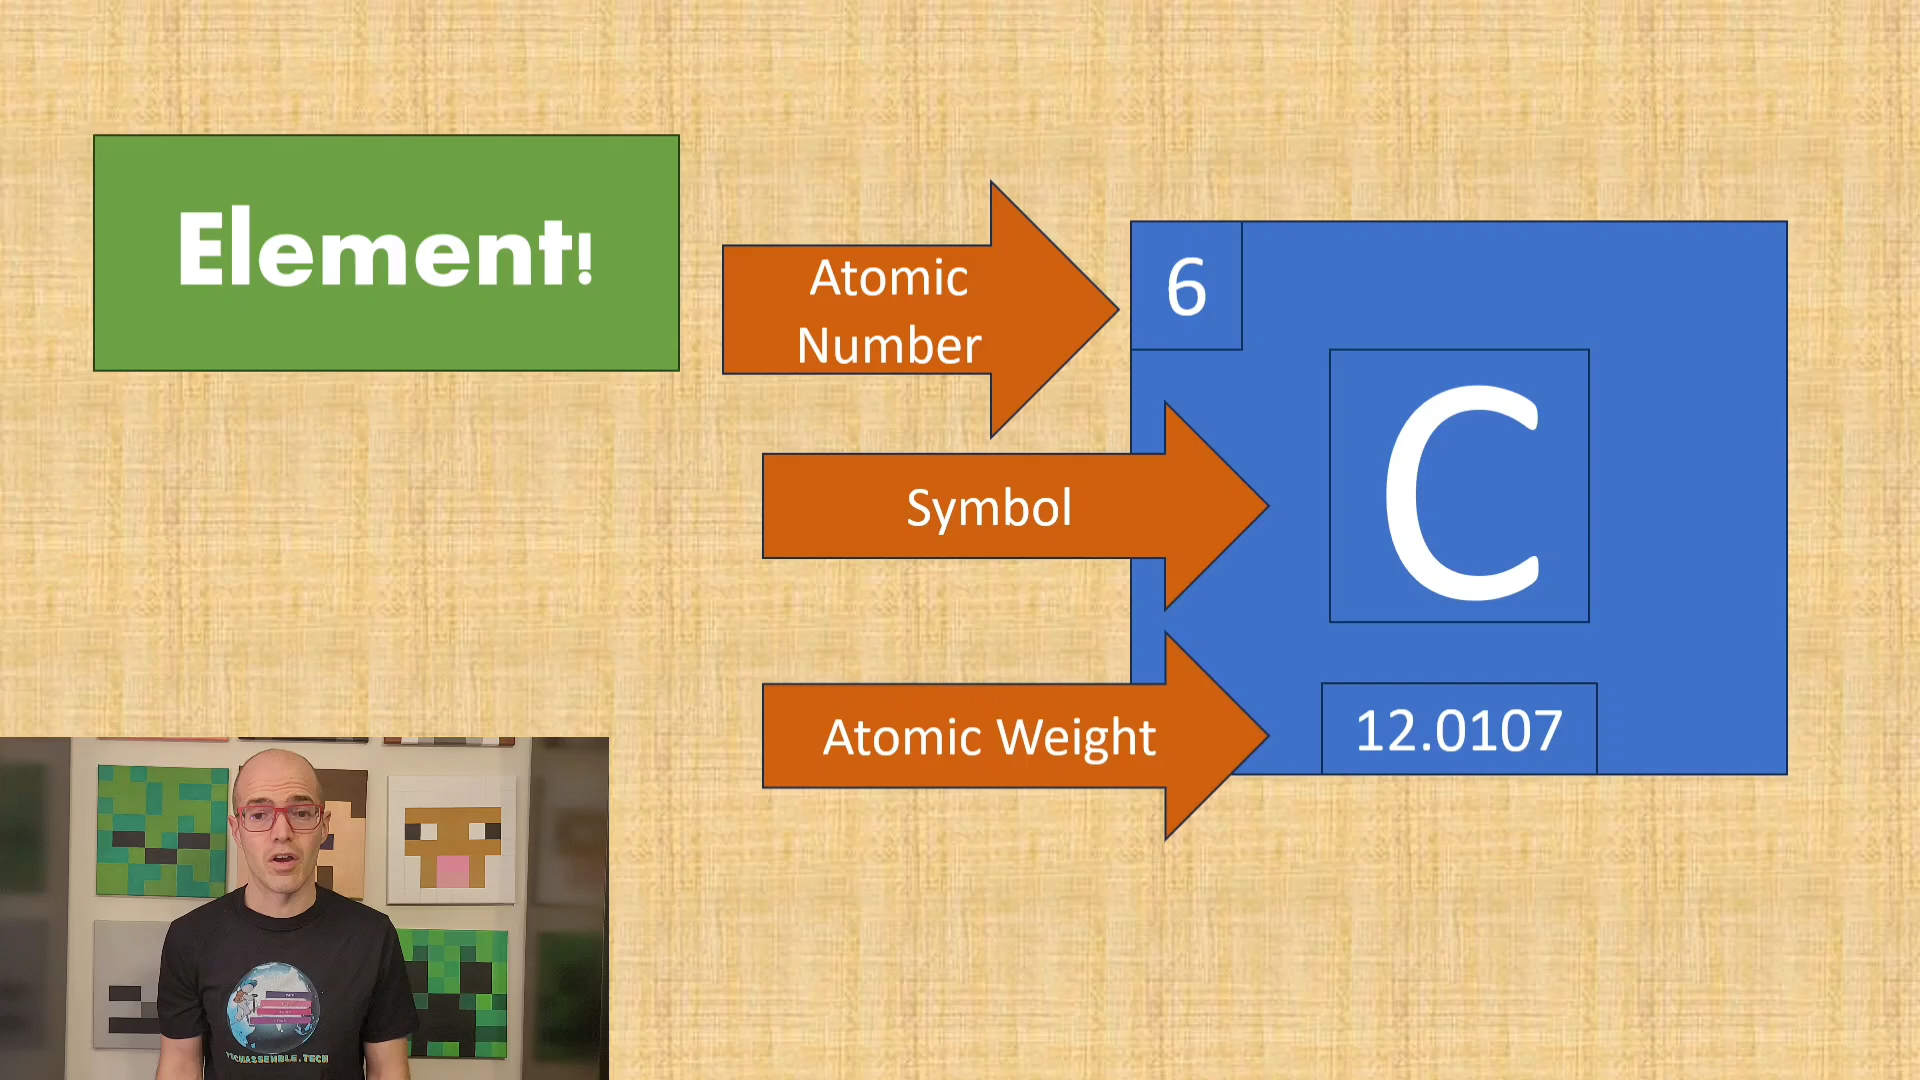 Element!
Atomic
Number
6
Symbol
C
Atomic Weight
12.0107